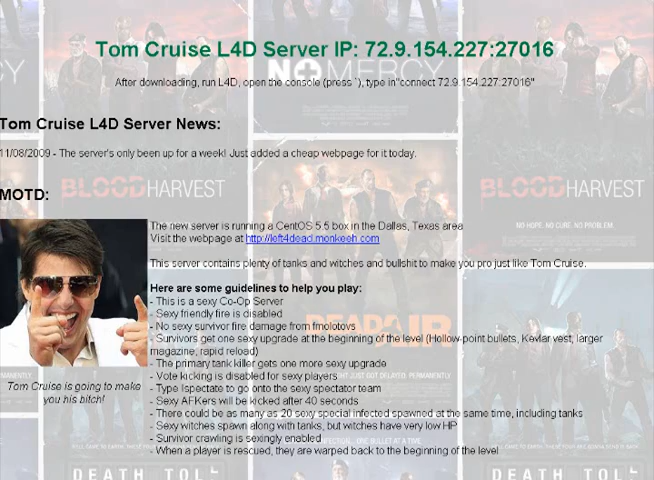 Tom Cruise L4D Server IP: 72.9.154.227:27016
After downloading, run L4D, open the console (press `), type in"connect 72.9.154.227:27016"
NO MERCY
Tom Cruise L4D Server News:
11/08/2009 - The server's only been up for a week! Just added a cheap webpage for it today.
BLOOD HARVEST
BLOOD HARVEST
NO HOPE. NO CURE. NO PROBLEM.
MOTD:
The new server is running a CentOS 5.5 box in the Dallas, Texas area
Visit the webpage at http://left4dead.monkeeh.com
This server contains plenty of tanks and witches and bullshit to make you pro just like Tom Cruise.
Here are some guidelines to help you play:
- This is a sexy Co-Op Server
- Sexy friendly fire is disabled
- No sexy survivor fire damage from fmolotovs
- Survivors get one sexy upgrade at the beginning of the level (Hollow-point bullets, Kevlar vest, larger
magazine, rapid reload)
- The primary tank killer gets one more sexy upgrade
- Vote kicking is disabled for sexy players
- Type !spectate to go onto the sexy spectator team
- Sexy AFKers will be kicked after 40 seconds
- There could be as many as 20 sexy special infected spawned at the same time, including tanks
- Sexy witches spawn along with tanks, but witches have very low HP
- Survivor crawling is sexingly enabled
- When a player is rescued, they are warped back to the beginning of the level
Tom Cruise is going to make
you his bitch!
DEAD AIR
DEATH TOLL
DEATH TOLL